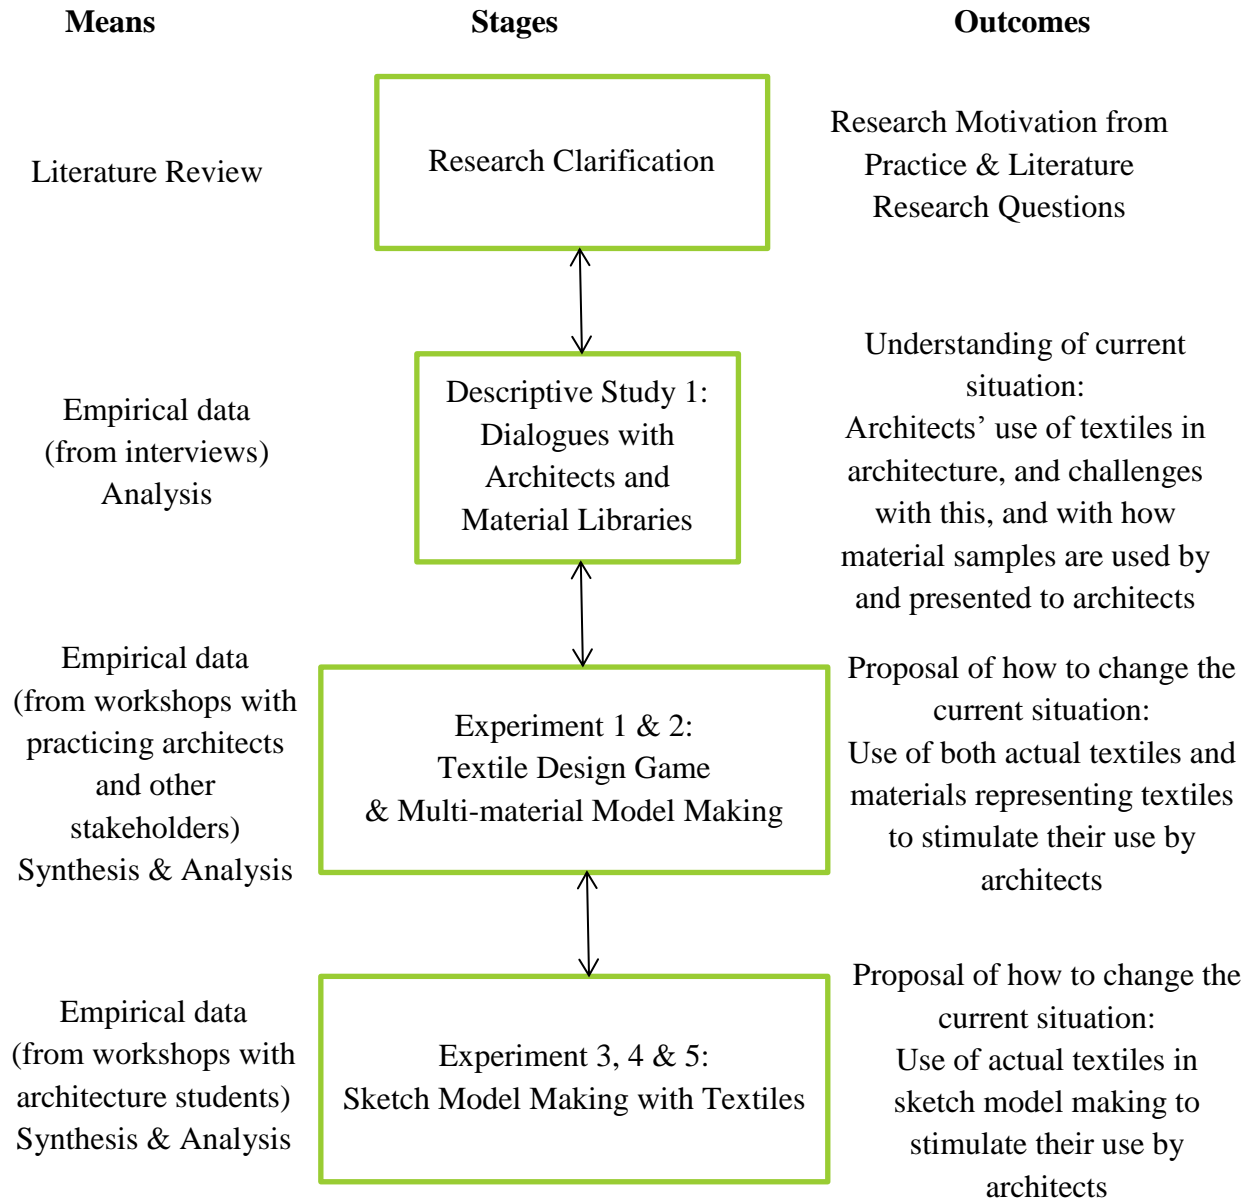 Means
Stages
Outcomes
Literature Review
Research Clarification
Research Motivation from
Practice & Literature
Research Questions
Empirical data
(from interviews)
Analysis
Descriptive Study 1:
Dialogues with
Architects and
Material Libraries
Understanding of current
situation:
Architects’ use of textiles in
architecture, and challenges
with this, and with how
material samples are used by
and presented to architects
Empirical data
(from workshops with
practicing architects
and other
stakeholders)
Synthesis & Analysis
Experiment 1 & 2:
Textile Design Game
& Multi-material Model Making
Proposal of how to change the
current situation:
Use of both actual textiles and
materials representing textiles
to stimulate their use by
architects
Empirical data
(from workshops with
architecture students)
Synthesis & Analysis
Experiment 3, 4 & 5:
Sketch Model Making with Textiles
Proposal of how to change the
current situation:
Use of actual textiles in
sketch model making to
stimulate their use by
architects